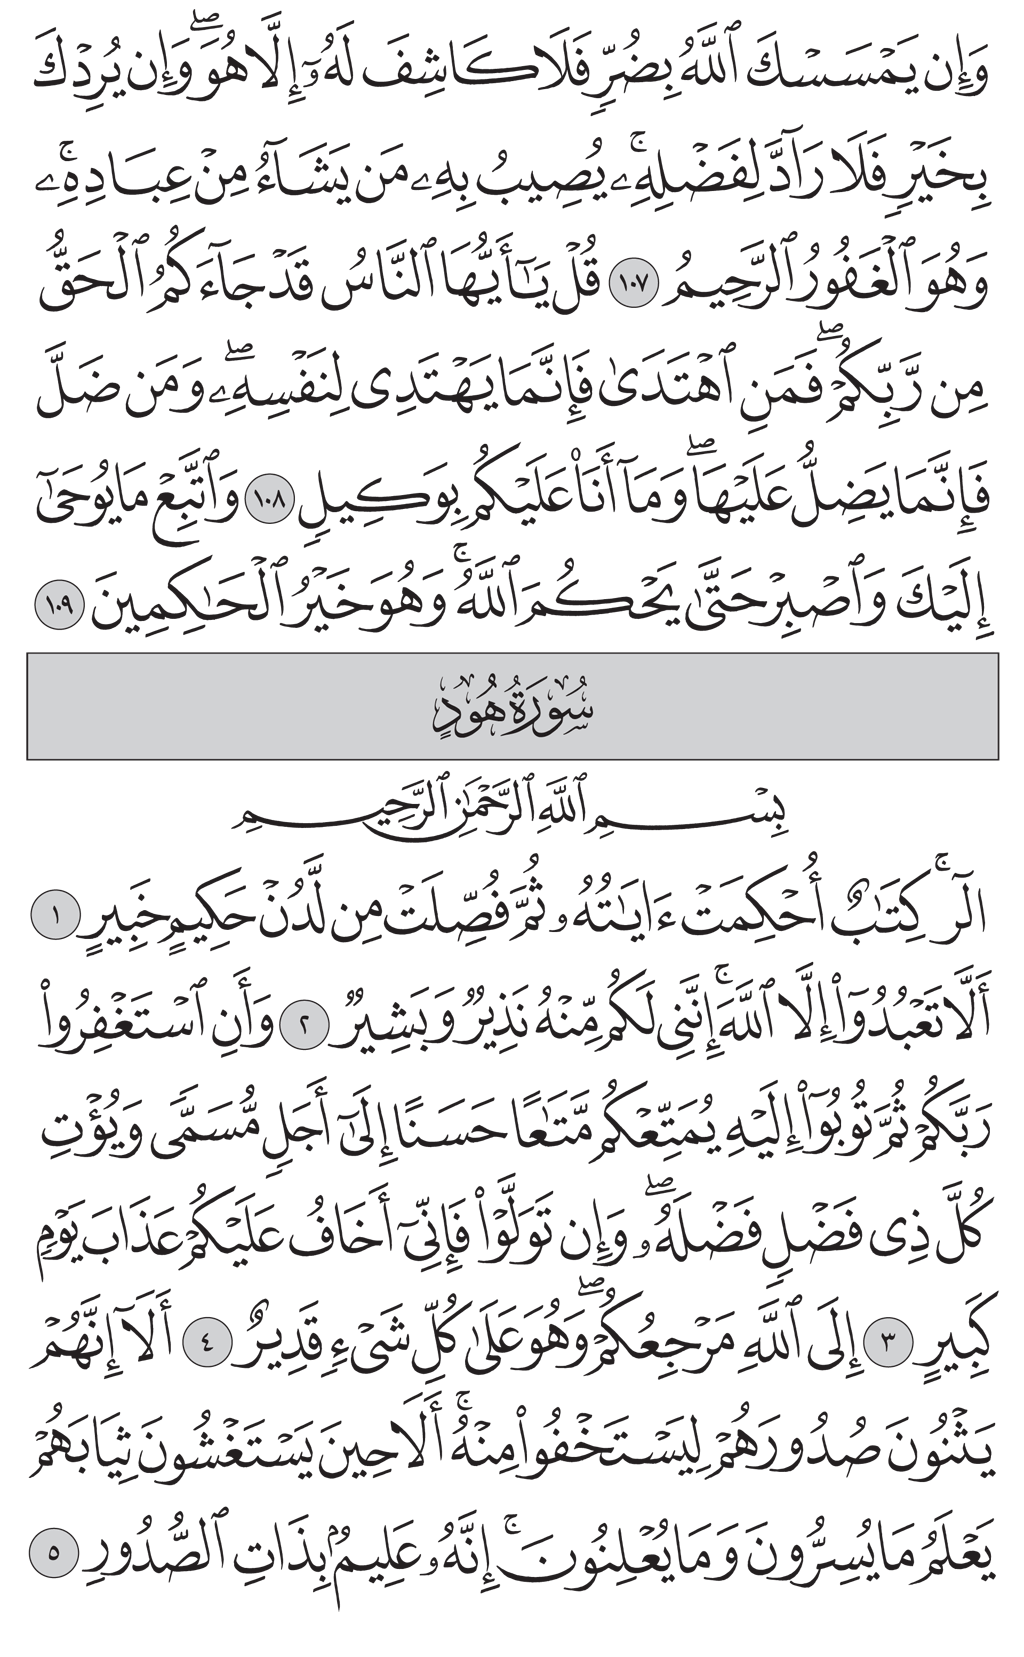 وَإِن يَمْسَسْكَ ٱللَّهُ بِضُرٍّ فَلَا كَاشِفَ لَهُۥٓ إِلَّا هُوَۖ وَإِن يُرِدْكَ
بِخَيْرٍ فَلَا رَآدَّ لِفَضْلِهِۦۚ يُصِيبُ بِهِۦ مَن يَشَآءُ مِنْ عِبَادِهِۦۚ
وَهُوَ ٱلْغَفُورُ ٱلرَّحِيمُ ١٠٧ قُلْ يَٰٓأَيُّهَا ٱلنَّاسُ قَدْ جَآءَكُمُ ٱلْحَقُّ
مِن رَّبِّكُمْۖ فَمَنِ ٱهْتَدَىٰ فَإِنَّمَا يَهْتَدِى لِنَفْسِهِۦۖ وَمَن ضَلَّ
فَإِنَّمَا يَضِلُّ عَلَيْهَاۖ وَمَآ أَنَا۠ عَلَيْكُم بِوَكِيلٍ ١٠٨ وَٱتَّبِعْ مَا يُوحَىٰٓ
إِلَيْكَ وَٱصْبِرْ حَتَّىٰ يَحْكُمَ ٱللَّهُۚ وَهُوَ خَيْرُ ٱلْحَٰكِمِينَ ١٠٩
سُورَةُ هُودٍ
بِسْمِ ٱللَّهِ ٱلرَّحْمَٰنِ ٱلرَّحِيمِ
الٓرۚ كِتَٰبٌ أُحْكِمَتْ ءَايَٰتُهُۥ ثُمَّ فُصِّلَتْ مِن لَّدُنْ حَكِيمٍ خَبِيرٍ ١
أَلَّا تَعْبُدُوٓا۟ إِلَّا ٱللَّهَۚ إِنَّنِى لَكُم مِّنْهُ نَذِيرٌ وَبَشِيرٌ ٢ وَأَنِ ٱسْتَغْفِرُوا۟
رَبَّكُمْ ثُمَّ تُوبُوٓا۟ إِلَيْهِ يُمَتِّعْكُم مَّتَٰعًا حَسَنًا إِلَىٰٓ أَجَلٍ مُّسَمًّى وَيُؤْتِ
كُلَّ ذِى فَضْلٍ فَضْلَهُۥۖ وَإِن تَوَلَّوْا۟ فَإِنِّىٓ أَخَافُ عَلَيْكُمْ عَذَابَ يَوْمٍ
كَبِيرٍ ٣ إِلَى ٱللَّهِ مَرْجِعُكُمْۖ وَهُوَ عَلَىٰ كُلِّ شَىْءٍ قَدِيرٌ ٤ أَلَآ إِنَّهُمْ
يَثْنُونَ صُدُورَهُمْ لِيَسْتَخْفُوا۟ مِنْهُۚ أَلَا حِينَ يَسْتَغْشُونَ ثِيَابَهُمْ
يَعْلَمُ مَا يُسِرُّونَ وَمَا يُعْلِنُونَۚ إِنَّهُۥ عَلِيمٌۢ بِذَاتِ ٱلصُّدُورِ ٥